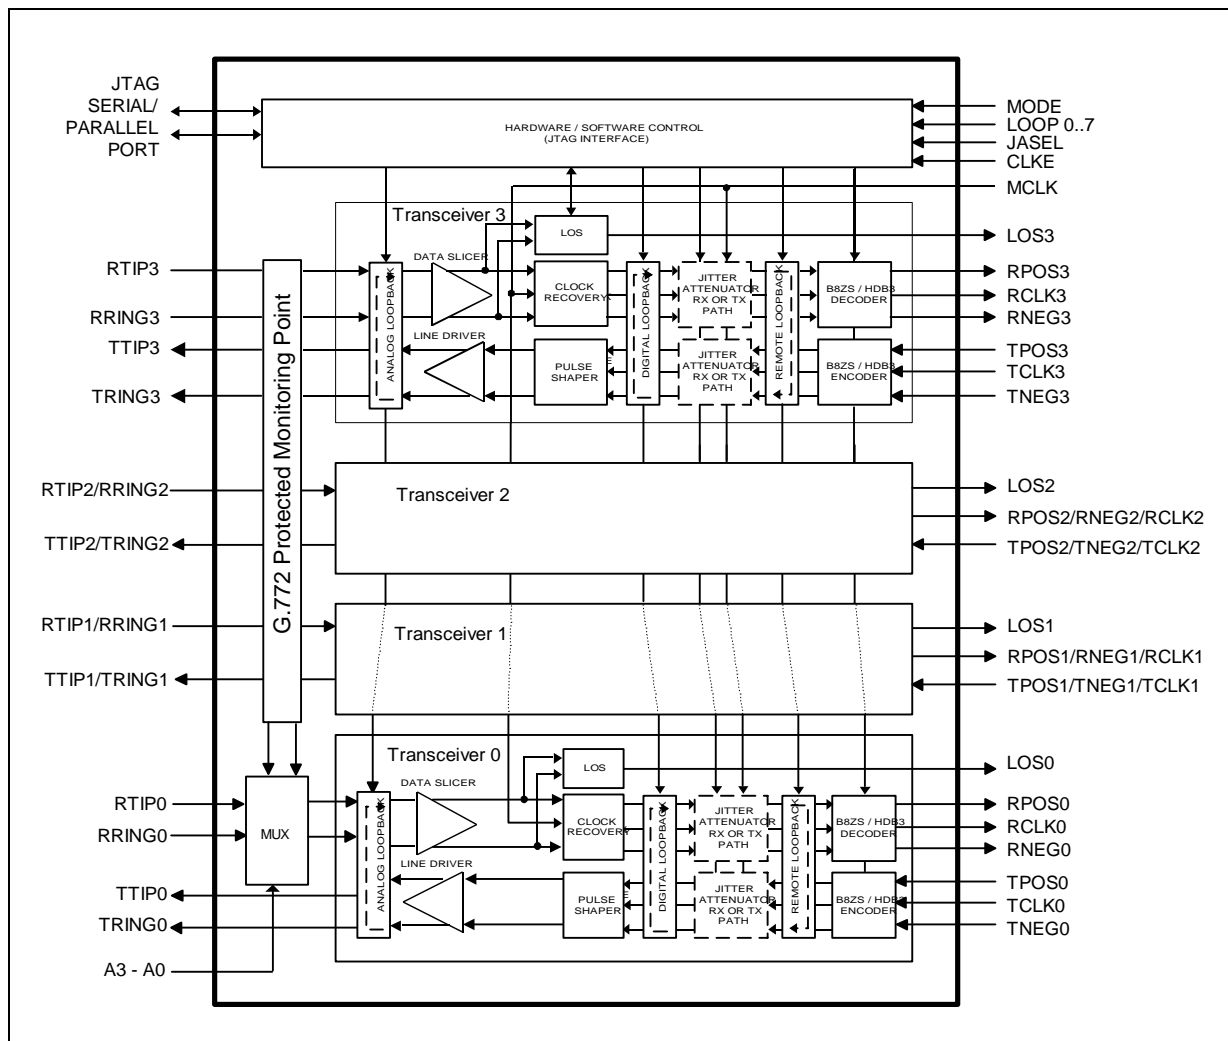 JTAG
SERIAL/
PARALLEL
PORT
HARDWARE / SOFTWARE CONTROL
(JTAG INTERFACE)
MODE
LOOP 0..7
JASEL
CLKE
MCLK
Transceiver 3
LOS
LOS3
RTIP3
RRING3
TTIP3
TRING3
G.772 Protected Monitoring Point
ANALOG LOOPBACK
DATA SLICER
LINE DRIVER
CLOCK
RECOVERY
PULSE
SHAPER
DIGITAL LOOPBACK
JITTER
ATTENUATOR
RX OR TX
PATH
JITTER
ATTENUATOR
RX OR TX
PATH
REMOTE LOOPBACK
B8ZS / HDB3
DECODER
B8ZS / HDB3
ENCODER
RPOS3
RCLK3
RNEG3
TPOS3
TCLK3
TNEG3
RTIP2/RRING2
TTIP2/TRING2
Transceiver 2
LOS2
RPOS2/RNEG2/RCLK2
TPOS2/TNEG2/TCLK2
RTIP1/RRING1
TTIP1/TRING1
Transceiver 1
LOS1
RPOS1/RNEG1/RCLK1
TPOS1/TNEG1/TCLK1
Transceiver 0
LOS
LOS0
RTIP0
RRING0
TTIP0
TRING0
A3 - A0
MUX
ANALOG LOOPBACK
DATA SLICER
LINE DRIVER
CLOCK
RECOVERY
PULSE
SHAPER
DIGITAL LOOPBACK
JITTER
ATTENUATOR
RX OR TX
PATH
JITTER
ATTENUATOR
RX OR TX
PATH
REMOTE LOOPBACK
B8ZS / HDB3
DECODER
B8ZS / HDB3
ENCODER
RPOS0
RCLK0
RNEG0
TPOS0
TCLK0
TNEG0